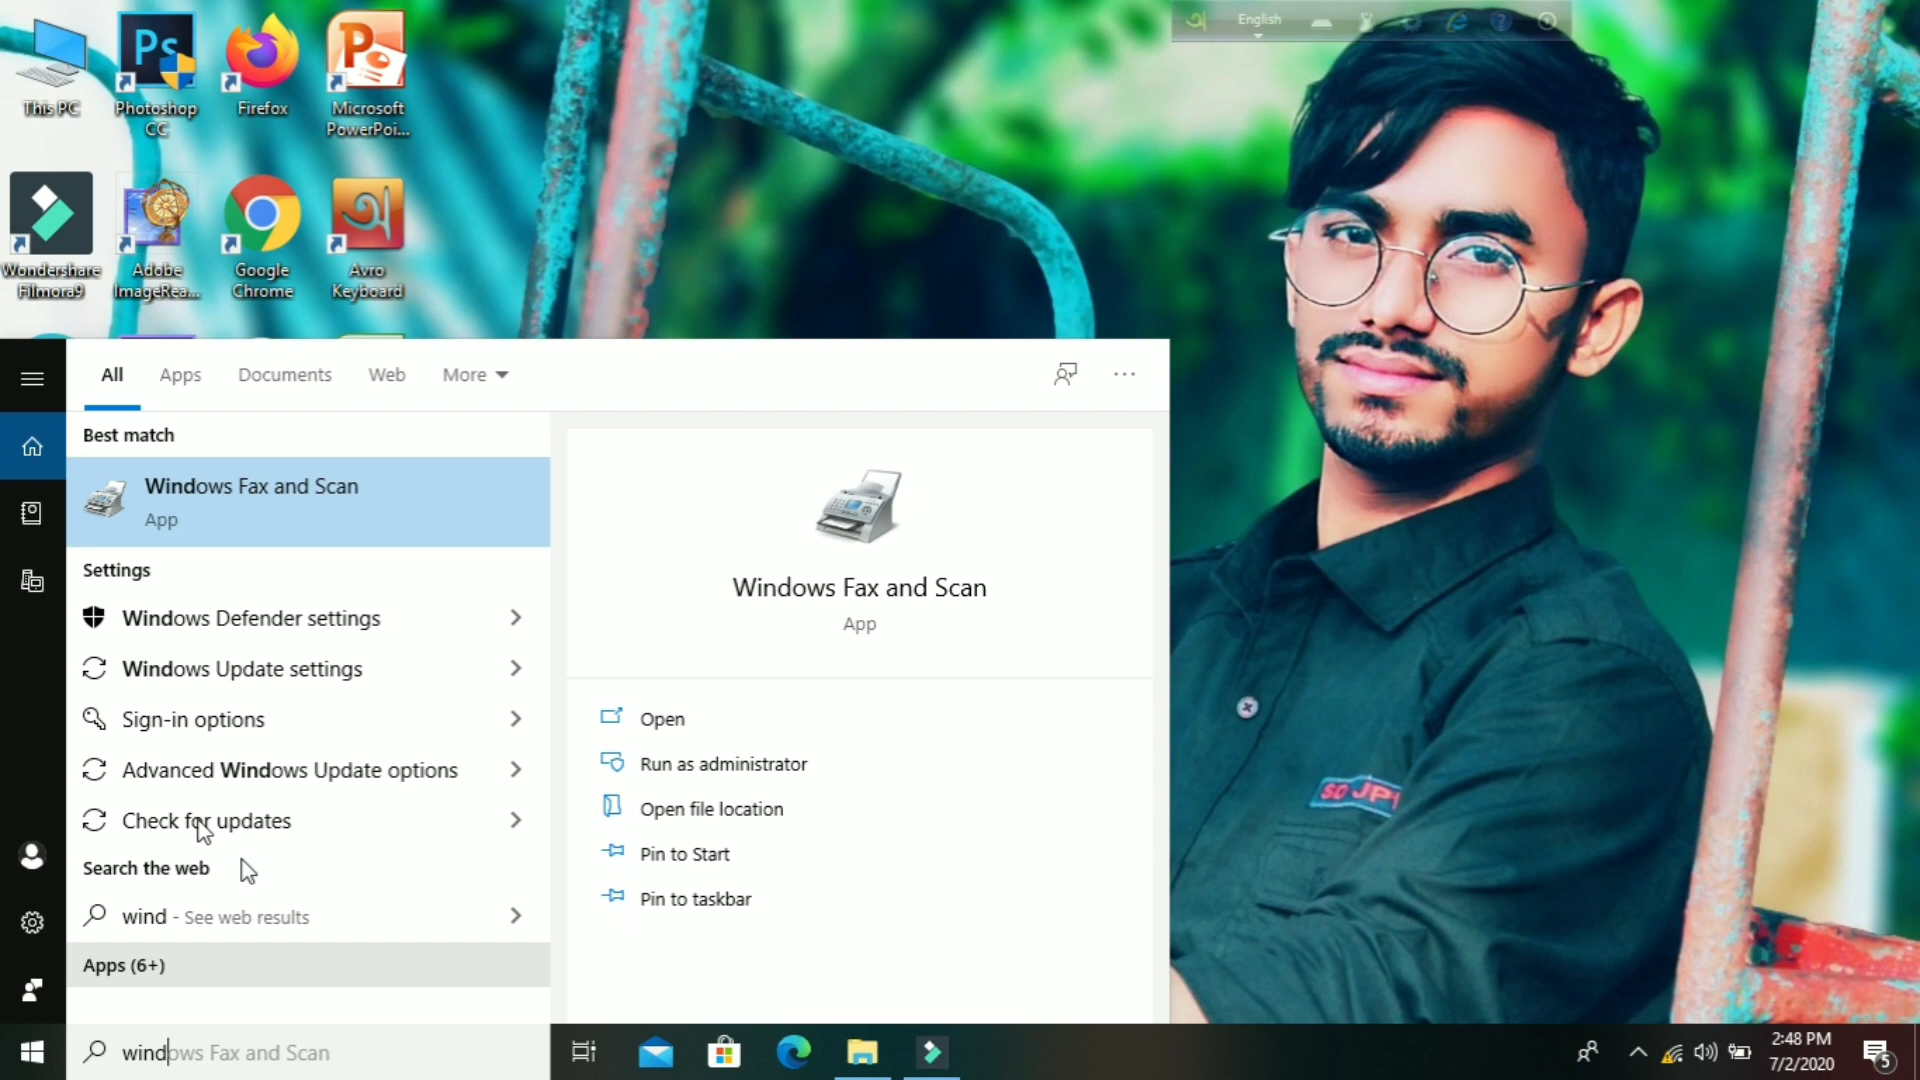 English
This PC
Photoshop CC
Firefox
Microsoft PowerPoi...
Wondershare Filmora9
Adobe ImageRea...
Google Chrome
Avro Keyboard
All
Apps
Documents
Web
More
Best match
Windows Fax and Scan
App
Settings
Windows Defender settings
Windows Update settings
Sign-in options
Advanced Windows Update options
Check for updates
Search the web
wind - See web results
Apps (6+)
Windows Fax and Scan
App
Open
Run as administrator
Open file location
Pin to Start
Pin to taskbar
windows Fax and Scan
2:48 PM
7/2/2020
5